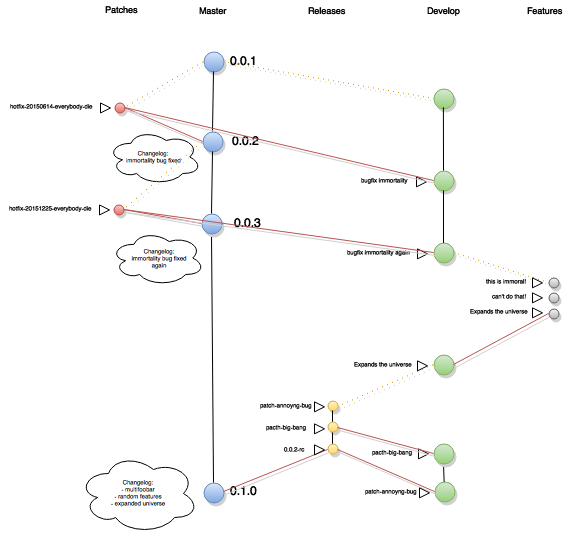 Patches
Master
Releases
Develop
Features
0.0.1
hotfix-20150614-everybody-die
0.0.2
Changelog:
immortality bug fixed
bugfix immortality
hotfix-20151225-everybody-die
0.0.3
Changelog:
immortality bug fixed
again
bugfix immortality again
this is immoral!
can't do that!
Expands the universe
Expands the universe
patch-annoyng-bug
pacth-big-bang
0.0.2-rc
pacth-big-bang
Changelog:
- multifoobar
- random features
- expanded universe
0.1.0
patch-annoyng-bug